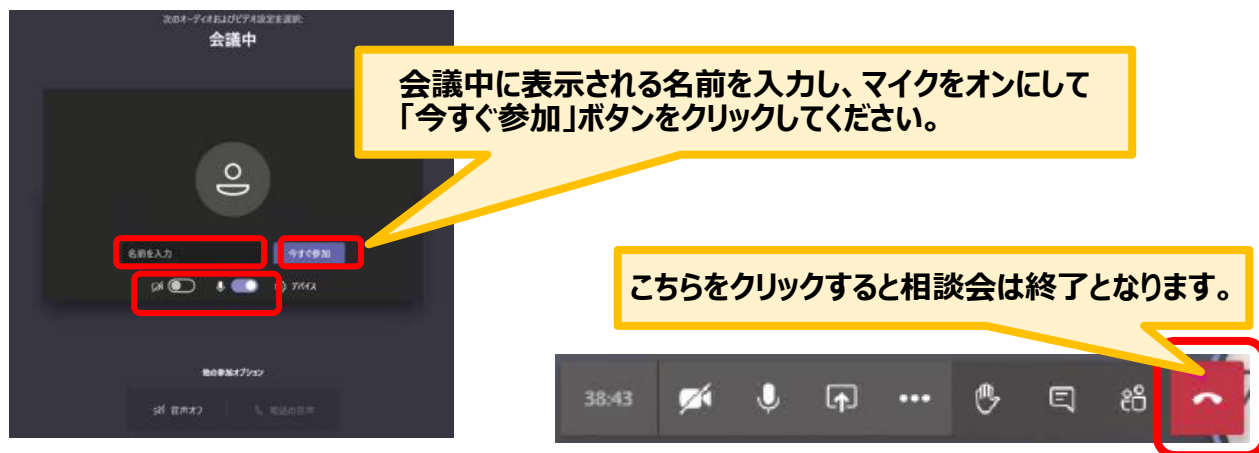 次のオーディオおよびビデオ設定を選択:
会議中
会議中に表示される名前を入力し、マイクをオンにして
「今すぐ参加」ボタンをクリックしてください。
名前を入力
今すぐ参加
デバイス
こちらをクリックすると相談会は終了となります。
他の参加オプション
音声オフ
電話の音声
38:43